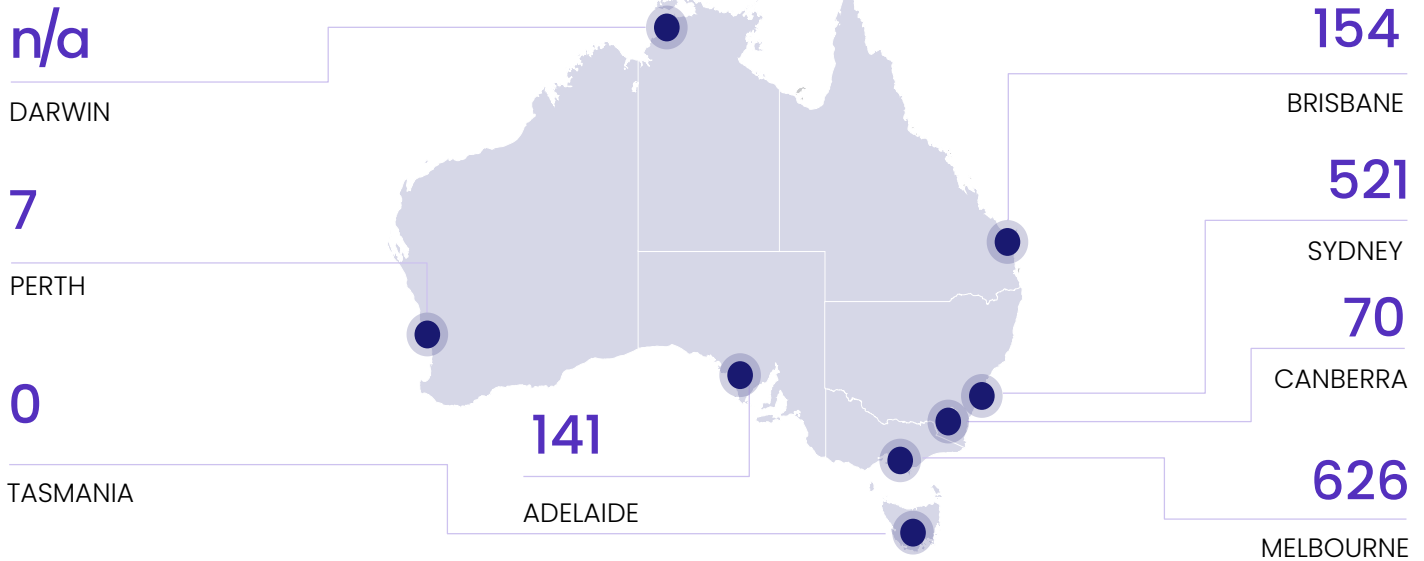 n/a
DARWIN
7
PERTH
0
TASMANIA
141
ADELAIDE
154
BRISBANE
521
SYDNEY
70
CANBERRA
626
MELBOURNE